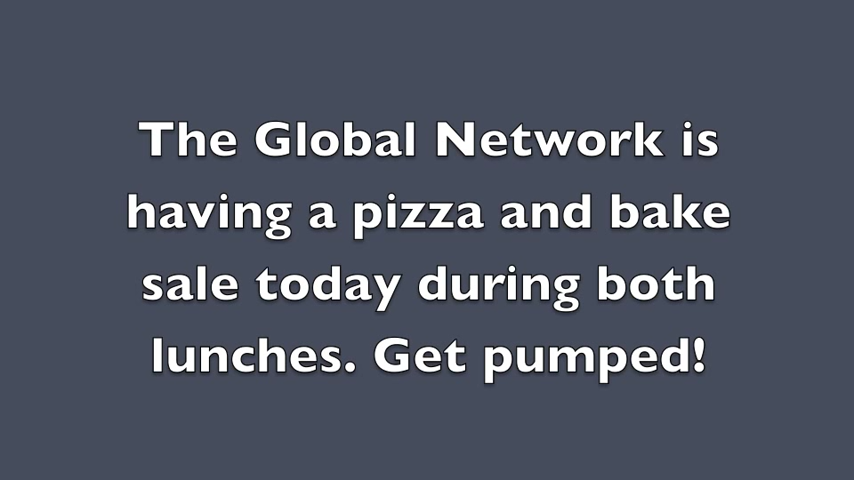 The Global Network is
having a pizza and bake
sale today during both
lunches. Get pumped!